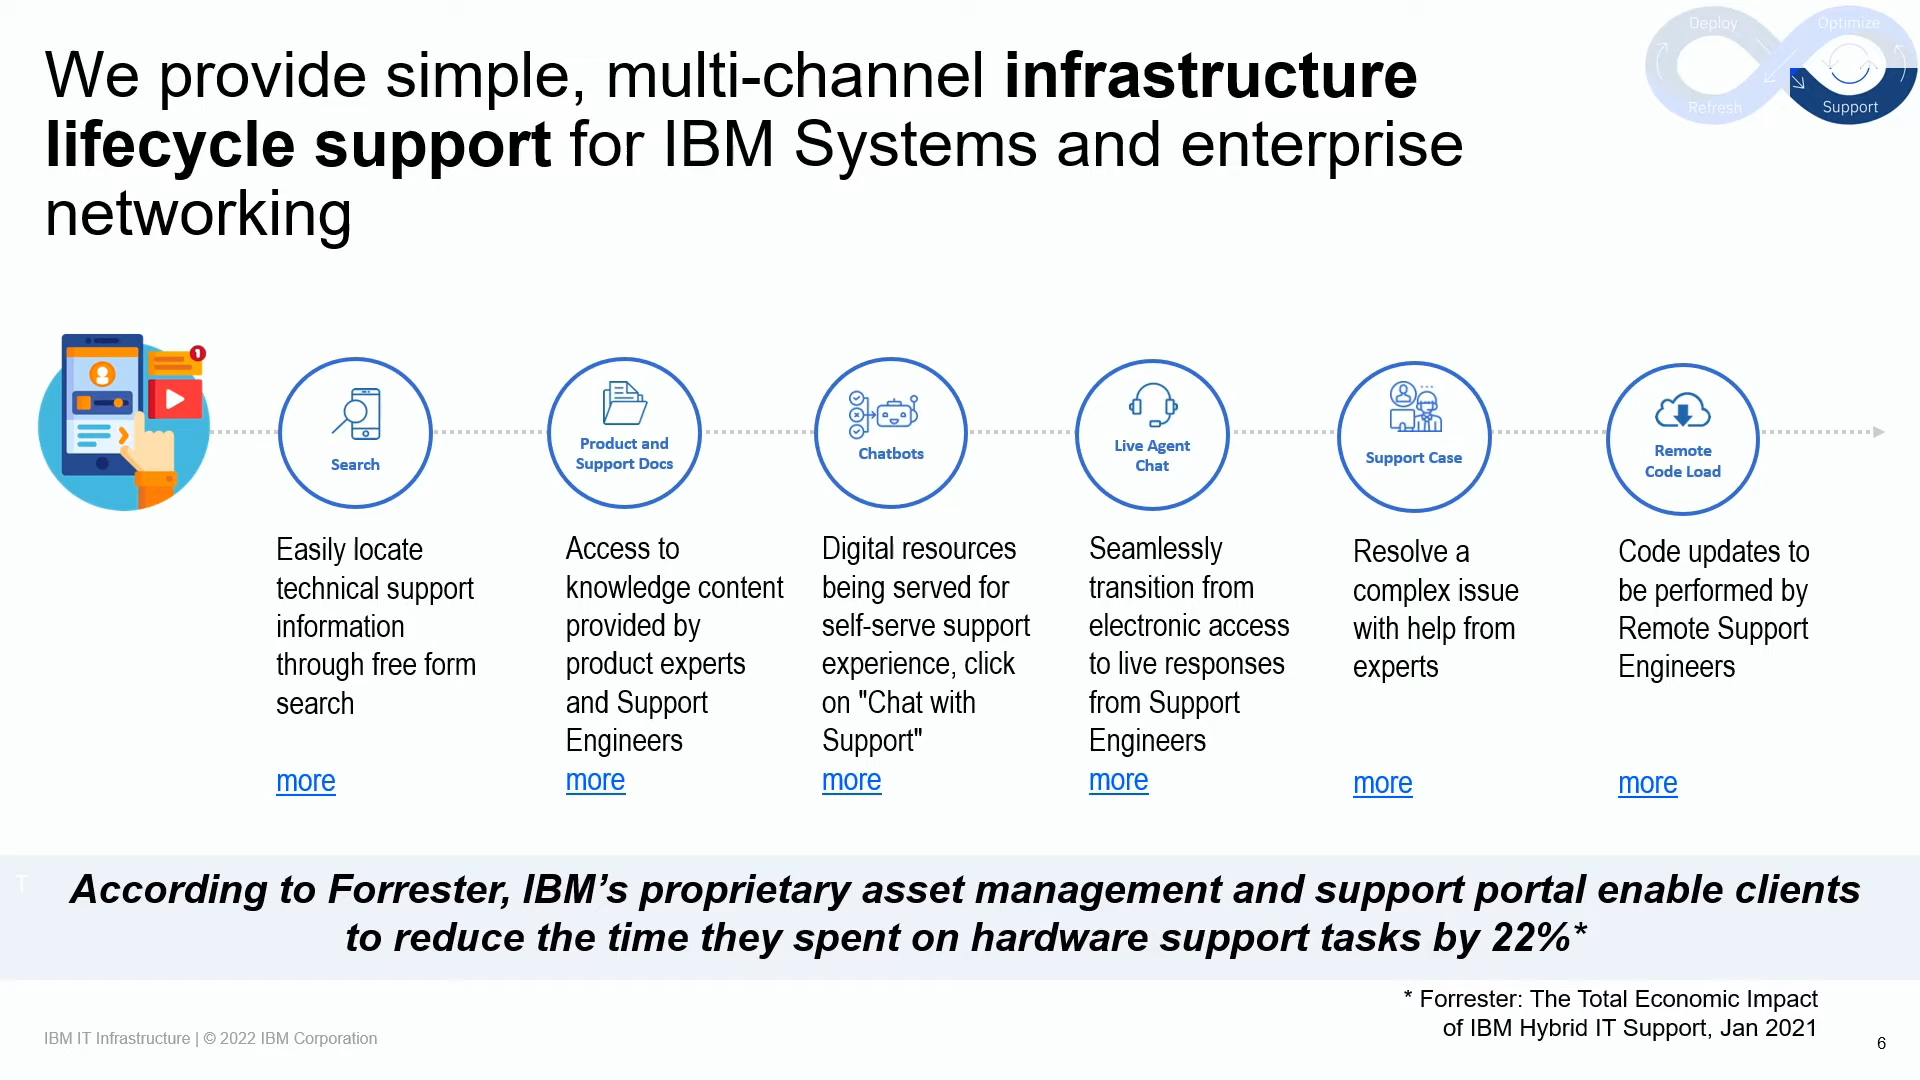 We provide simple, multi-channel infrastructure
lifecycle support for IBM Systems and enterprise
networking
Deploy
Optimize
Refresh
Support
1
Search
Product and
Support Docs
Chatbots
Live Agent
Chat
Support Case
Remote
Code Load
Easily locate
technical support
information
through free form
search
more
Access to
knowledge content
provided by
product experts
and Support
Engineers
more
Digital resources
being served for
self-serve support
experience, click
on "Chat with
Support"
more
Seamlessly
transition from
electronic access
to live responses
from Support
Engineers
more
Resolve a
complex issue
with help from
experts
more
Code updates to
be performed by
Remote Support
Engineers
more
T
According to Forrester, IBM’s proprietary asset management and support portal enable clients
to reduce the time they spent on hardware support tasks by 22%*
* Forrester: The Total Economic Impact
of IBM Hybrid IT Support, Jan 2021
IBM IT Infrastructure | © 2022 IBM Corporation
6